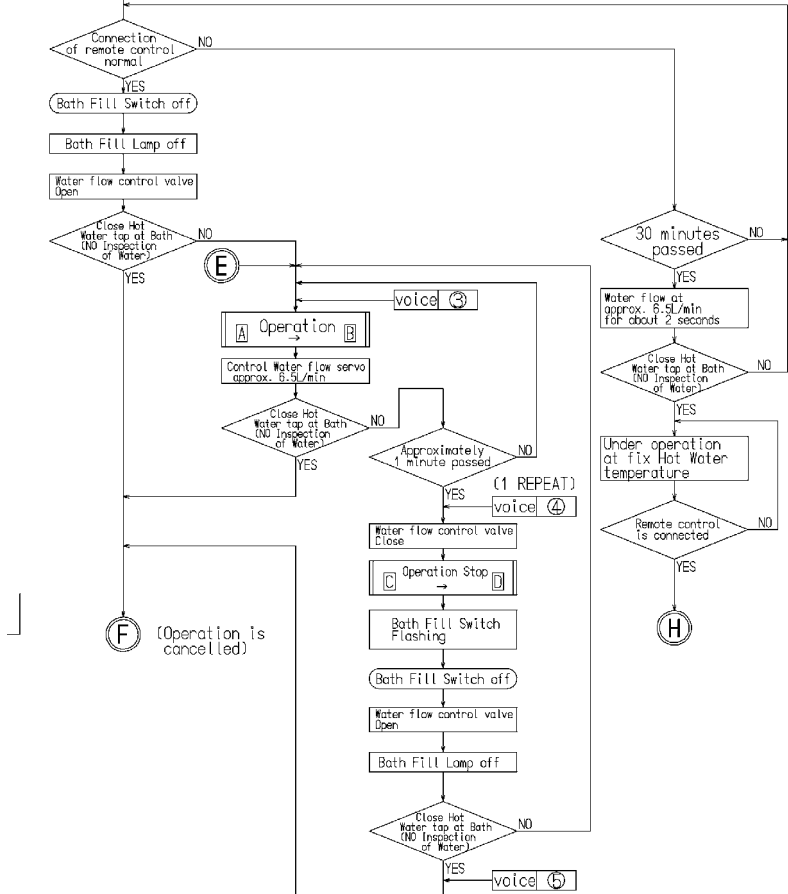 Connection
of remote control
normal
NO
YES
Bath Fill Switch off
Bath Fill Lamp off
Water flow control valve
Open
Close Hot
Water tap at Bath
(NO Inspection
of Water)
NO
YES
E
voice ③
A Operation → B
Control Water flow servo
approx. 6.5L/min
Close Hot
Water tap at Bath
(NO Inspection
of Water)
NO
YES
Approximately
1 minute passed
NO
YES
(1 REPEAT)
voice ④
Water flow control valve
Close
C Operation Stop → D
Bath Fill Switch
Flashing
Bath Fill Switch off
Water flow control valve
Open
Bath Fill Lamp off
Close Hot
Water tap at Bath
(NO Inspection
of Water)
NO
YES
voice ⑤
F
(Operation is
cancelled)
30 minutes
passed
NO
YES
Water flow at
approx. 6.5L/min
for about 2 seconds
Close Hot
Water tap at Bath
(NO Inspection
of Water)
NO
YES
Under operation
at fix Hot Water
temperature
Remote control
is connected
NO
YES
H